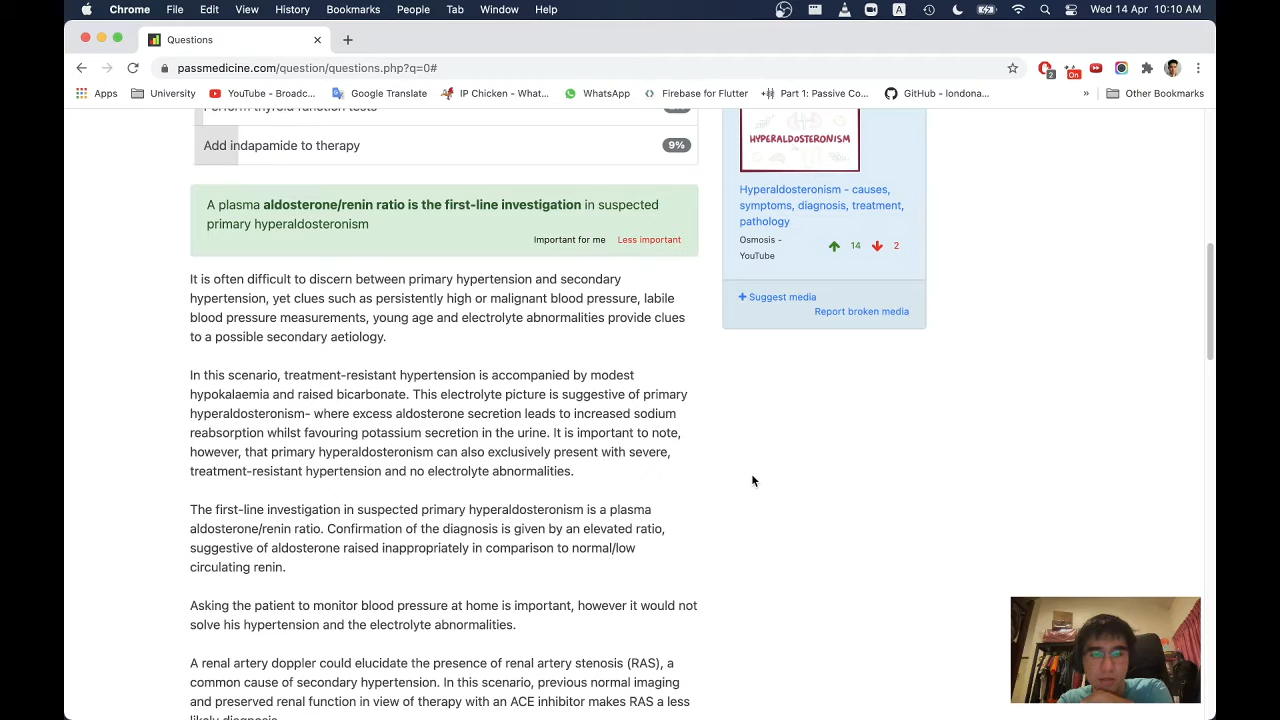 Chrome File Edit View History Bookmarks People Tab Window Help
A
Wed 14 Apr 10:10 AM
Questions
passmedicine.com/question/questions.php?q=0#
2
On
Apps University YouTube - Broadc... Google Translate IP Chicken - What... WhatsApp Firebase for Flutter Part 1: Passive Co... GitHub - londona... » Other Bookmarks
Perform thyroid function tests
Add indapamide to therapy 9%
A plasma aldosterone/renin ratio is the first-line investigation in suspected
primary hyperaldosteronism
Important for me Less important
It is often difficult to discern between primary hypertension and secondary
hypertension, yet clues such as persistently high or malignant blood pressure, labile
blood pressure measurements, young age and electrolyte abnormalities provide clues
to a possible secondary aetiology.
In this scenario, treatment-resistant hypertension is accompanied by modest
hypokalaemia and raised bicarbonate. This electrolyte picture is suggestive of primary
hyperaldosteronism- where excess aldosterone secretion leads to increased sodium
reabsorption whilst favouring potassium secretion in the urine. It is important to note,
however, that primary hyperaldosteronism can also exclusively present with severe,
treatment-resistant hypertension and no electrolyte abnormalities.
The first-line investigation in suspected primary hyperaldosteronism is a plasma
aldosterone/renin ratio. Confirmation of the diagnosis is given by an elevated ratio,
suggestive of aldosterone raised inappropriately in comparison to normal/low
circulating renin.
Asking the patient to monitor blood pressure at home is important, however it would not
solve his hypertension and the electrolyte abnormalities.
A renal artery doppler could elucidate the presence of renal artery stenosis (RAS), a
common cause of secondary hypertension. In this scenario, previous normal imaging
and preserved renal function in view of therapy with an ACE inhibitor makes RAS a less
likely diagnosis.
HYPERALDOSTERONISM
Hyperaldosteronism - causes,
symptoms, diagnosis, treatment,
pathology
Osmosis -
YouTube
14 2
Suggest media
Report broken media